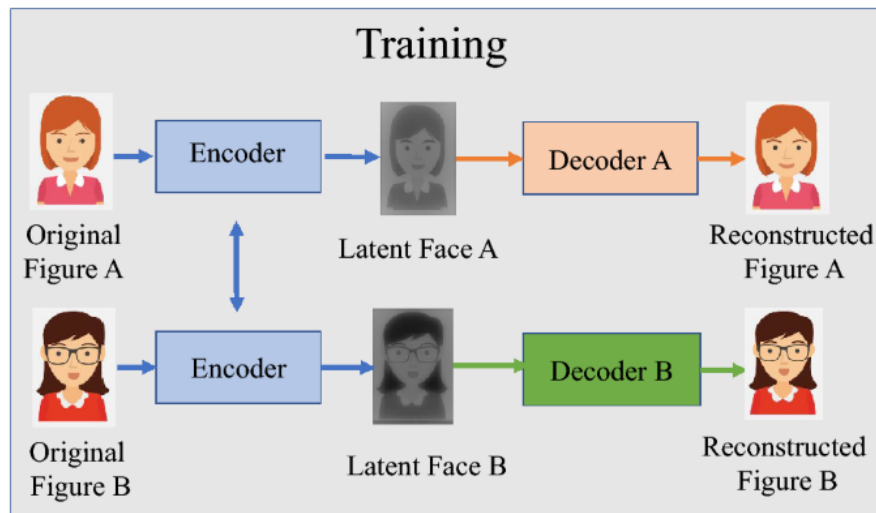 Training
Encoder
Decoder A
Original
Figure A
Latent Face A
Reconstructed
Figure A
Encoder
Decoder B
Original
Figure B
Latent Face B
Reconstructed
Figure B